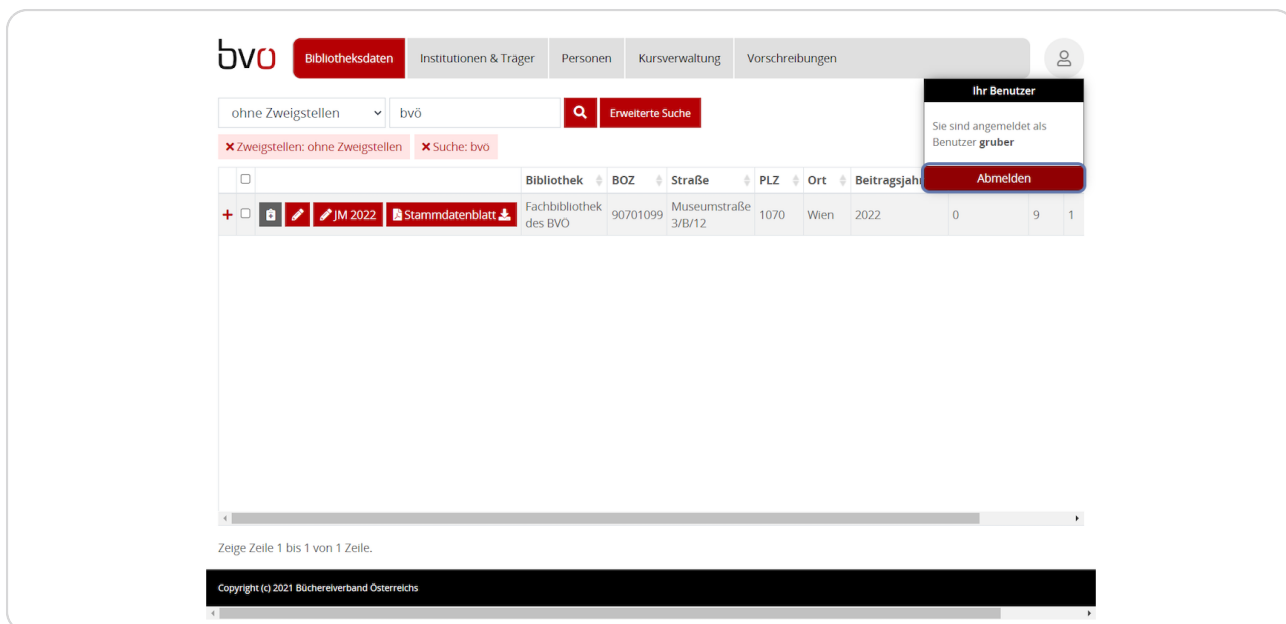 bvö
Bibliotheksdaten
Institutionen & Träger
Personen
Kursverwaltung
Vorschreibungen
Ihr Benutzer
Sie sind angemeldet als
Benutzer gruber
Abmelden
ohne Zweigstellen
bvö
Erweiterte Suche
Zweigstellen: ohne Zweigstellen
Suche: bvö
Bibliothek BOZ Straße PLZ Ort Beitragsjahr
JM 2022 Stammdatenblatt Fachbibliothek des BVÖ 90701099 Museumstraße 3/B/12 1070 Wien 2022 0 9 1
Zeige Zeile 1 bis 1 von 1 Zeile.
Copyright (c) 2021 Büchereiverband Österreichs